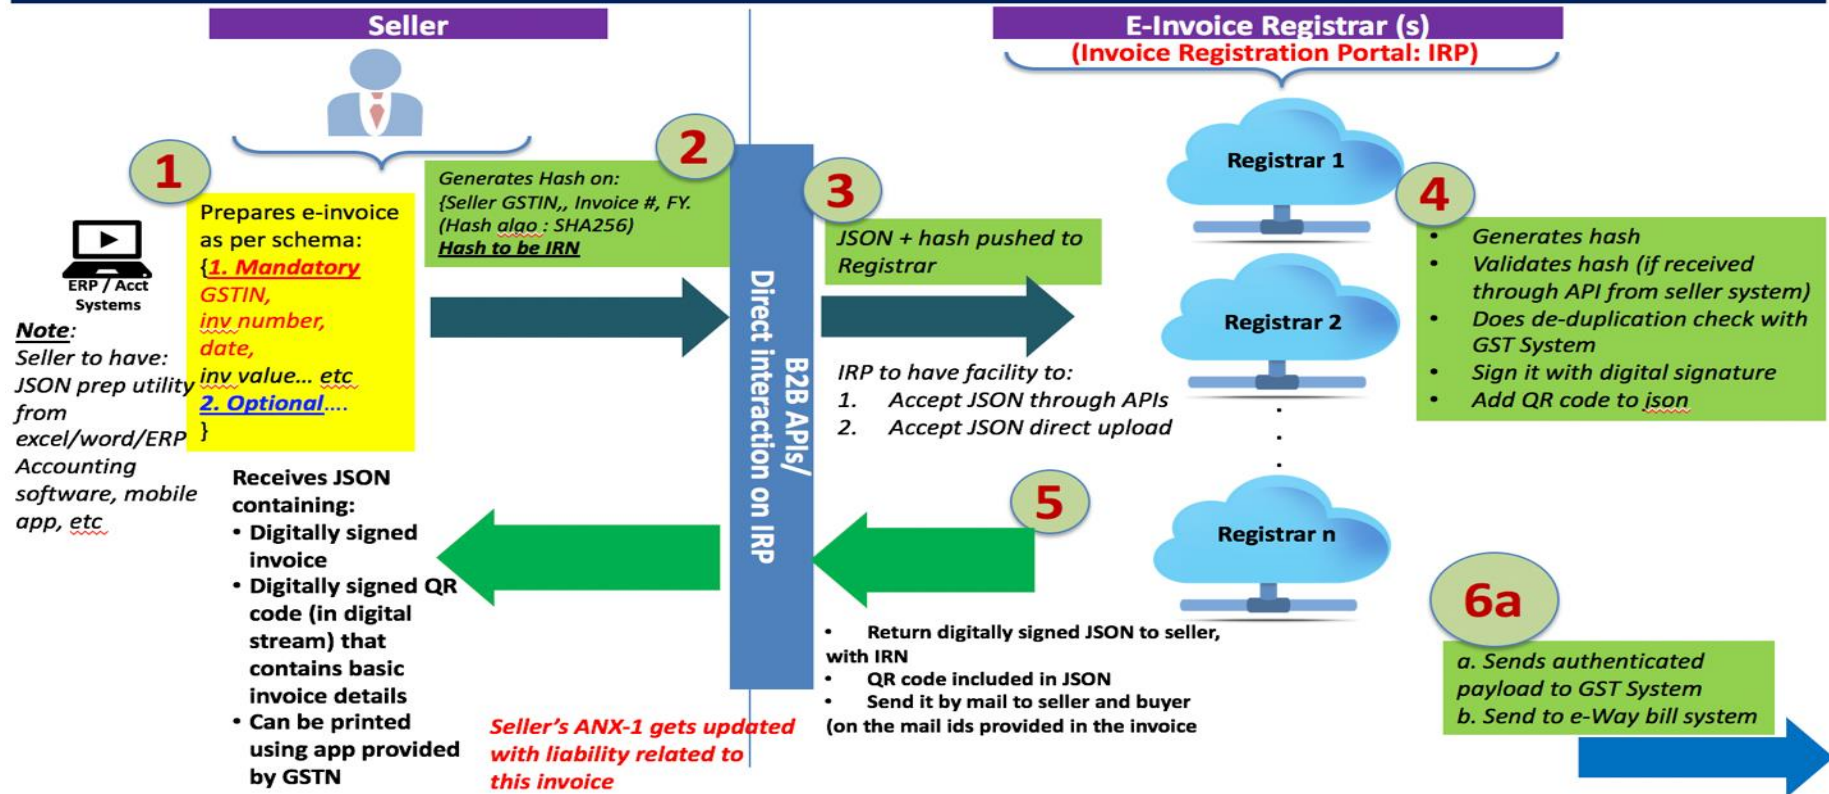 Seller
E-Invoice Registrar (s)
(Invoice Registration Portal: IRP)
1
ERP / Acct
Systems
Note:
Seller to have:
JSON prep utility
from
excel/word/ERP
Accounting
software, mobile
app, etc
Prepares e-invoice
as per schema:
{1. Mandatory
GSTIN,
inv number,
date,
inv value... etc
2. Optional....
}
2
Generates Hash on:
{Seller GSTIN,, Invoice #, FY.
(Hash algo : SHA256)
Hash to be IRN
B2B APIs/
Direct interaction on IRP
3
JSON + hash pushed to
Registrar
IRP to have facility to:
1. Accept JSON through APIs
2. Accept JSON direct upload
Registrar 1
Registrar 2
.
.
.
Registrar n
4
• Generates hash
• Validates hash (if received
through API from seller system)
• Does de-duplication check with
GST System
• Sign it with digital signature
• Add QR code to json
5
• Return digitally signed JSON to seller,
with IRN
• QR code included in JSON
• Send it by mail to seller and buyer
(on the mail ids provided in the invoice
Receives JSON
containing:
• Digitally signed
invoice
• Digitally signed QR
code (in digital
stream) that
contains basic
invoice details
• Can be printed
using app provided
by GSTN
Seller's ANX-1 gets updated
with liability related to
this invoice
6a
a. Sends authenticated
payload to GST System
b. Send to e-Way bill system